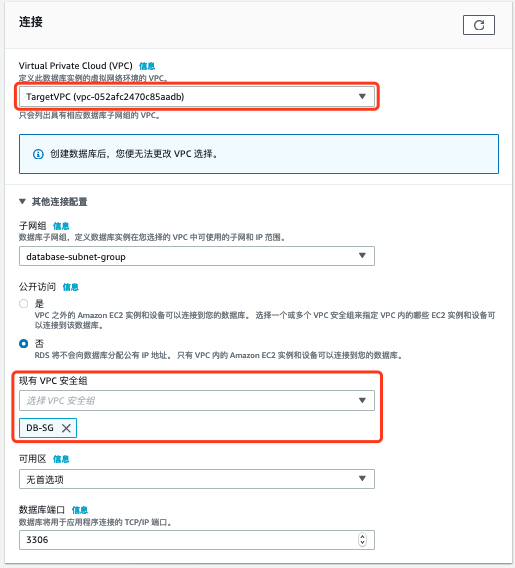 连接
Virtual Private Cloud (VPC) 信息
定义此数据库实例的虚拟网络环境的 VPC。
TargetVPC (vpc-052afc2470c85aadb)
只会列出具有相应数据库子网组的 VPC。
创建数据库后，您便无法更改 VPC 选择。
其他连接配置
子网组 信息
数据库子网组，定义数据库实例在您选择的 VPC 中可使用的子网和 IP 范围。
database-subnet-group
公开访问 信息
是
VPC 之外的 Amazon EC2 实例和设备可以连接到您的数据库。 选择一个或多个 VPC 安全组来指定 VPC 内的哪些 EC2 实例和设备可
以连接到该数据库。
否
RDS 将不会向数据库分配公有 IP 地址。 只有 VPC 内的 Amazon EC2 实例和设备可以连接到您的数据库。
现有 VPC 安全组
选择 VPC 安全组
DB-SG
可用区 信息
无首选项
数据库端口 信息
数据库将用于应用程序连接的 TCP/IP 端口。
3306